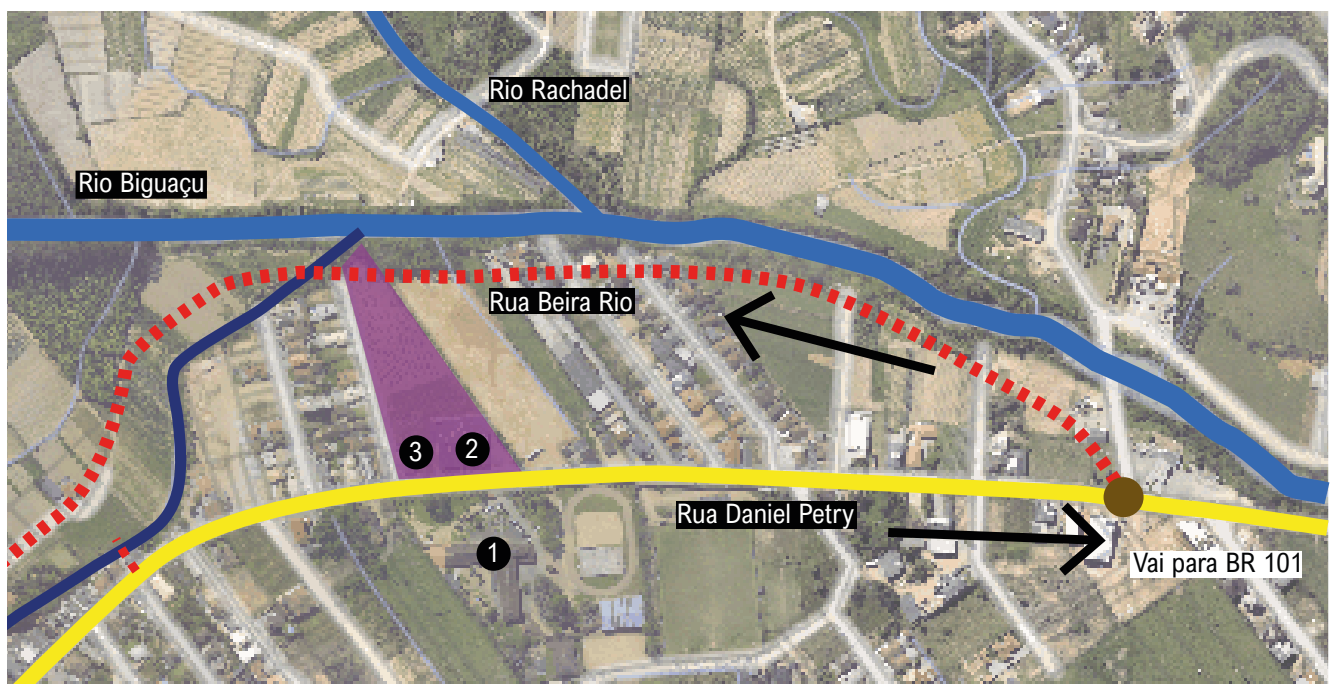 Rio Rachadel
Rio Biguaçu
Rua Beira Rio
3
2
Rua Daniel Petry
1
Vai para BR 101